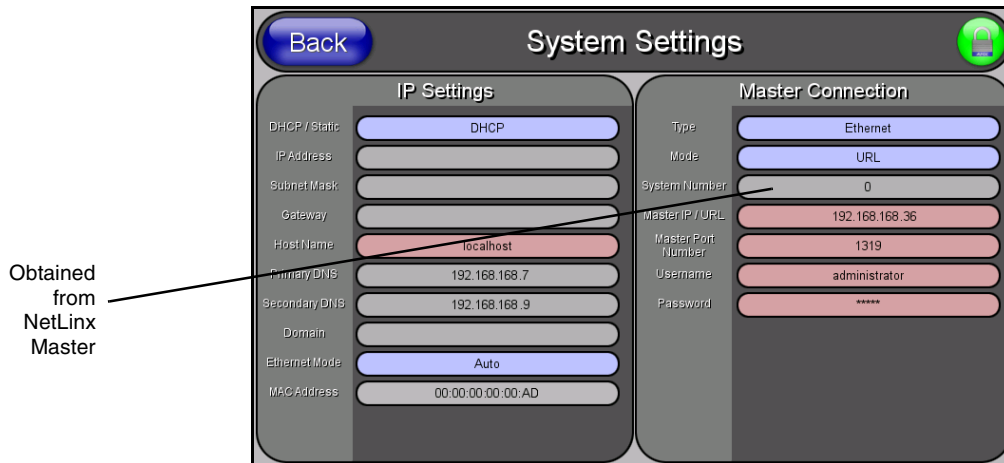 Back
System Settings
IP Settings
DHCP / Static
DHCP
IP Address
Subnet Mask
Gateway
Host Name
localhost
Primary DNS
192.168.168.7
Secondary DNS
192.168.168.9
Domain
Ethernet Mode
Auto
MAC Address
00:00:00:00:00:AD
Master Connection
Type
Ethernet
Mode
URL
System Number
0
Master IP / URL
192.168.168.36
Master Port
Number
1319
Username
administrator
Password
*****
Obtained
from
NetLinx
Master